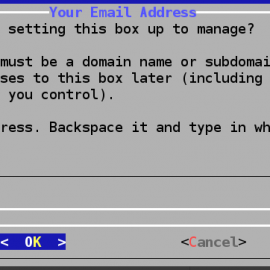 Your Email Address
setting this box up to manage?
must be a domain name or subdomai
ses to this box later (including
you control).
ress. Backspace it and type in wh
< OK > <Cancel>